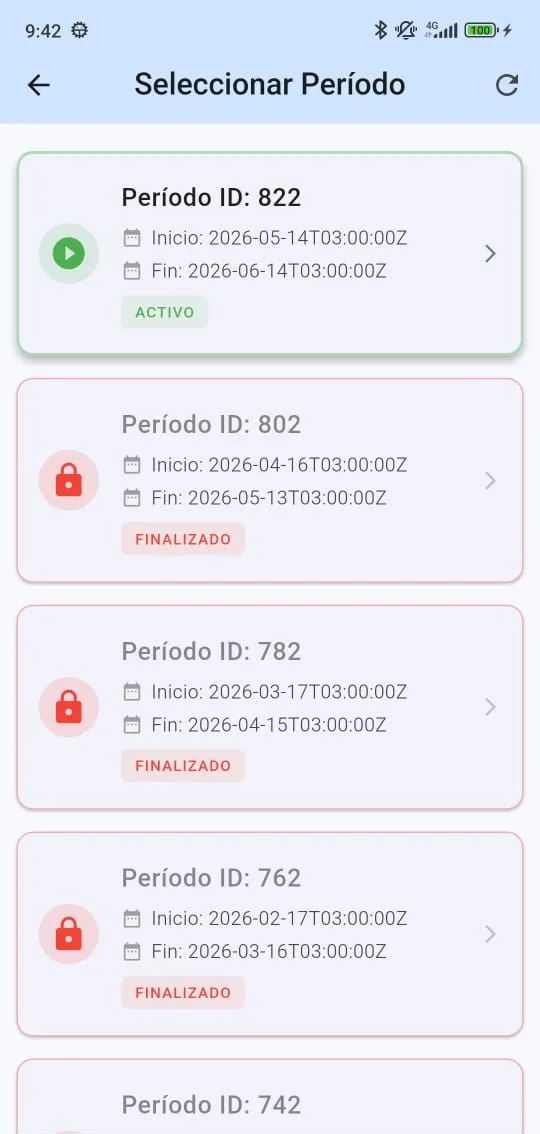 9:42
4G
100
Seleccionar Período
Período ID: 822
Inicio: 2026-05-14T03:00:00Z
Fin: 2026-06-14T03:00:00Z
ACTIVO
Período ID: 802
Inicio: 2026-04-16T03:00:00Z
Fin: 2026-05-13T03:00:00Z
FINALIZADO
Período ID: 782
Inicio: 2026-03-17T03:00:00Z
Fin: 2026-04-15T03:00:00Z
FINALIZADO
Período ID: 762
Inicio: 2026-02-17T03:00:00Z
Fin: 2026-03-16T03:00:00Z
FINALIZADO
Período ID: 742